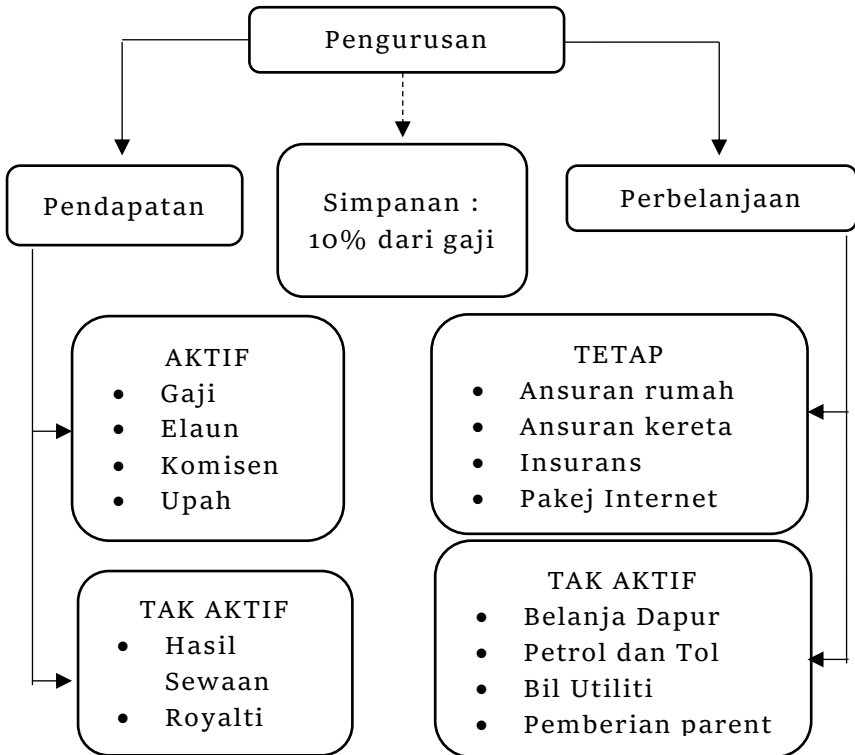 Pengurusan
Pendapatan
Simpanan :
10% dari gaji
Perbelanjaan
AKTIF
• Gaji
• Elaun
• Komisen
• Upah
TETAP
• Ansuran rumah
• Ansuran kereta
• Insurans
• Pakej Internet
TAK AKTIF
• Hasil
Sewaan
• Royalti
TAK AKTIF
• Belanja Dapur
• Petrol dan Tol
• Bil Utiliti
• Pemberian parent